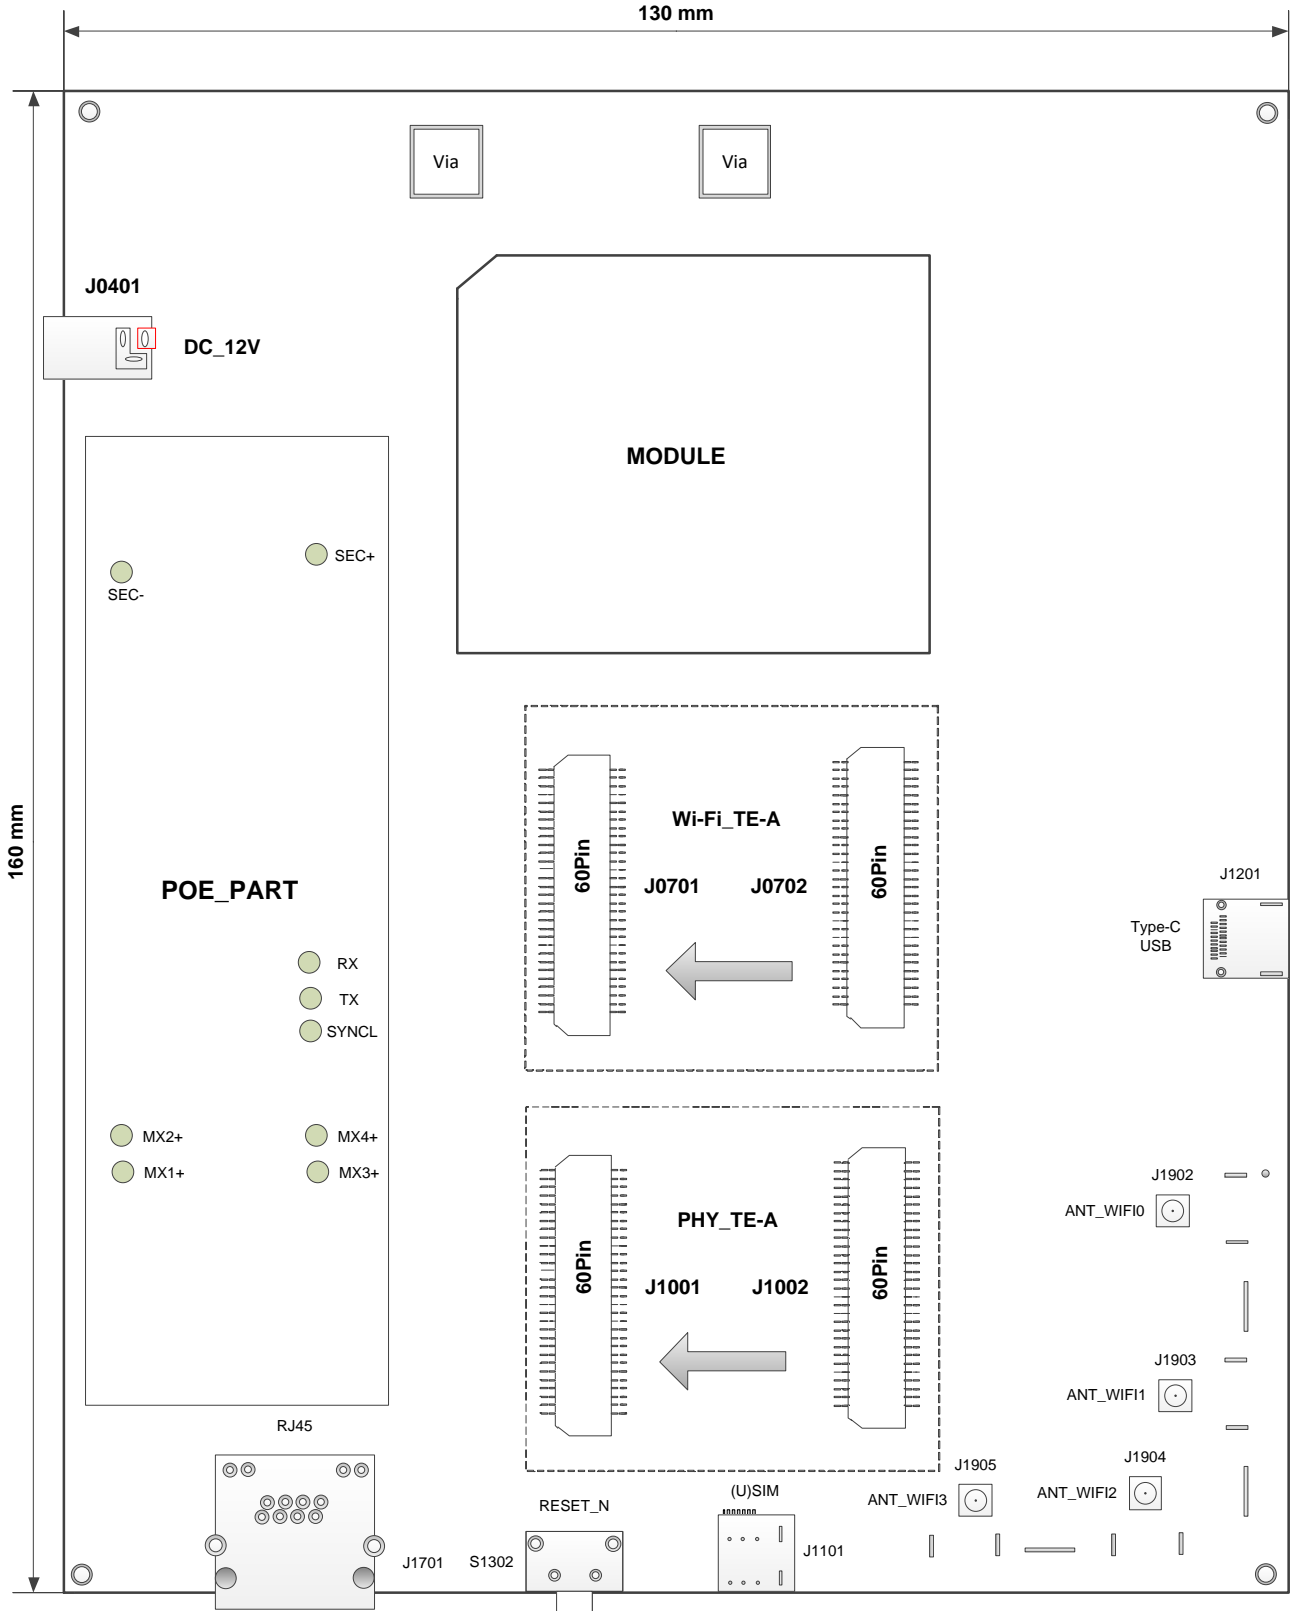 130 mm
Via
Via
J0401
DC_12V
MODULE
SEC+
SEC-
160 mm
Wi-Fi_TE-A
60Pin
60Pin
J0701
J0702
POE_PART
J1201
Type-C
USB
RX
TX
SYNCL
MX2+
MX4+
MX1+
MX3+
J1902
ANT_WIFI0
PHY_TE-A
60Pin
60Pin
J1001
J1002
J1903
ANT_WIFI1
RJ45
J1905
J1904
ANT_WIFI3
ANT_WIFI2
(U)SIM
RESET_N
J1701
S1302
J1101